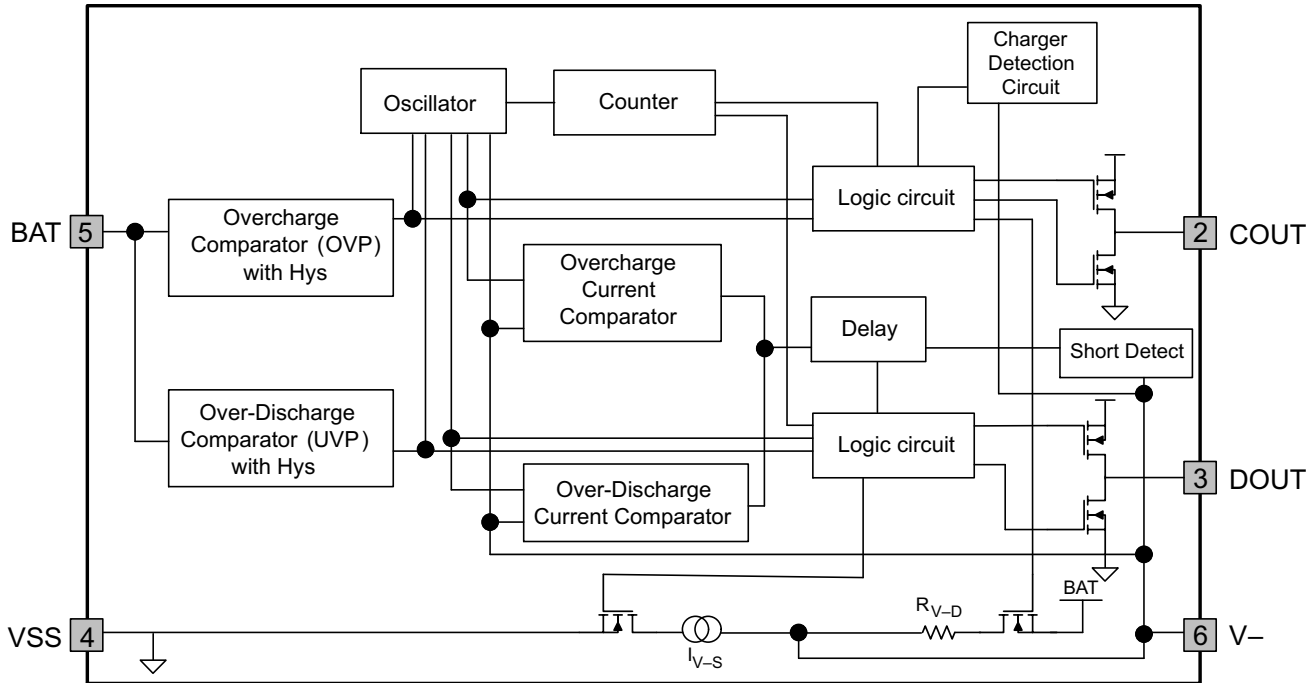 Charger
Detection
Circuit
Oscillator
Counter
Logic circuit
BAT
5
Overcharge
Comparator (OVP)
with Hys
2
COUT
Overcharge
Current
Comparator
Delay
Short Detect
Over-Discharge
Comparator (UVP)
with Hys
Logic circuit
3
DOUT
Over-Discharge
Current Comparator
BAT
VSS
4
I V–S
R V–D
6
V–